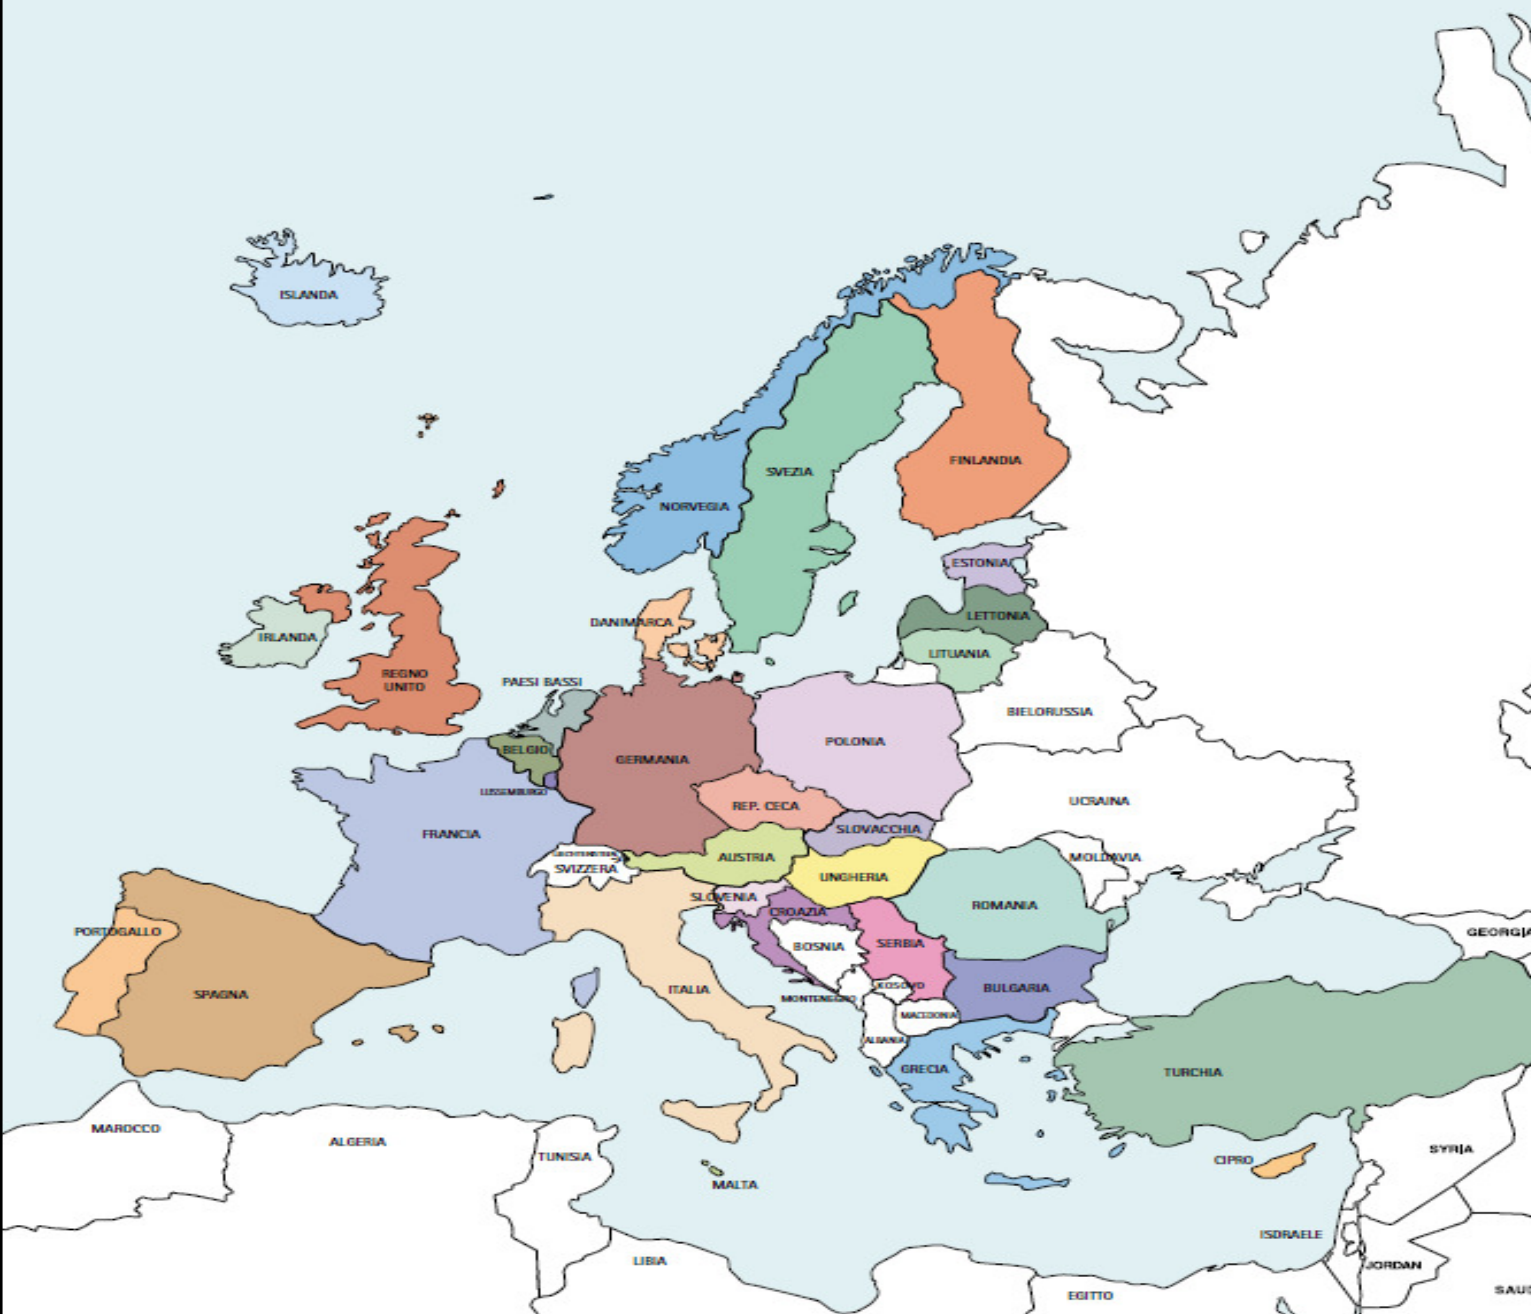 ISLANDA
FINLANDIA
SVEZIA
NORVEGIA
ESTONIA
LETTONIA
DANIMARCA
IRLANDA
LITUANIA
REGNO
UNITO
PAESI BASSI
BIELORUSSIA
POLONIA
BELGIO
GERMANIA
LUSSEMBURGO
UCRAINA
REP. CECA
SLOVACCHIA
FRANCIA
LIECHTENSTEIN
AUSTRIA
MOLDAVIA
SVIZZERA
UNGHERIA
SLOVENIA
ROMANIA
CROAZIA
PORTOGALLO
GEORGIA
SERBIA
BOSNIA
KOSOVO
BULGARIA
ITALIA
SPAGNA
MONTENEGRO
MACEDONIA
ALBANIA
GRECIA
TURCHIA
MAROCCO
ALGERIA
SYRIA
TUNISIA
CIPRO
MALTA
ISDRAELE
LIBIA
JORDAN
SAU
EGITTO